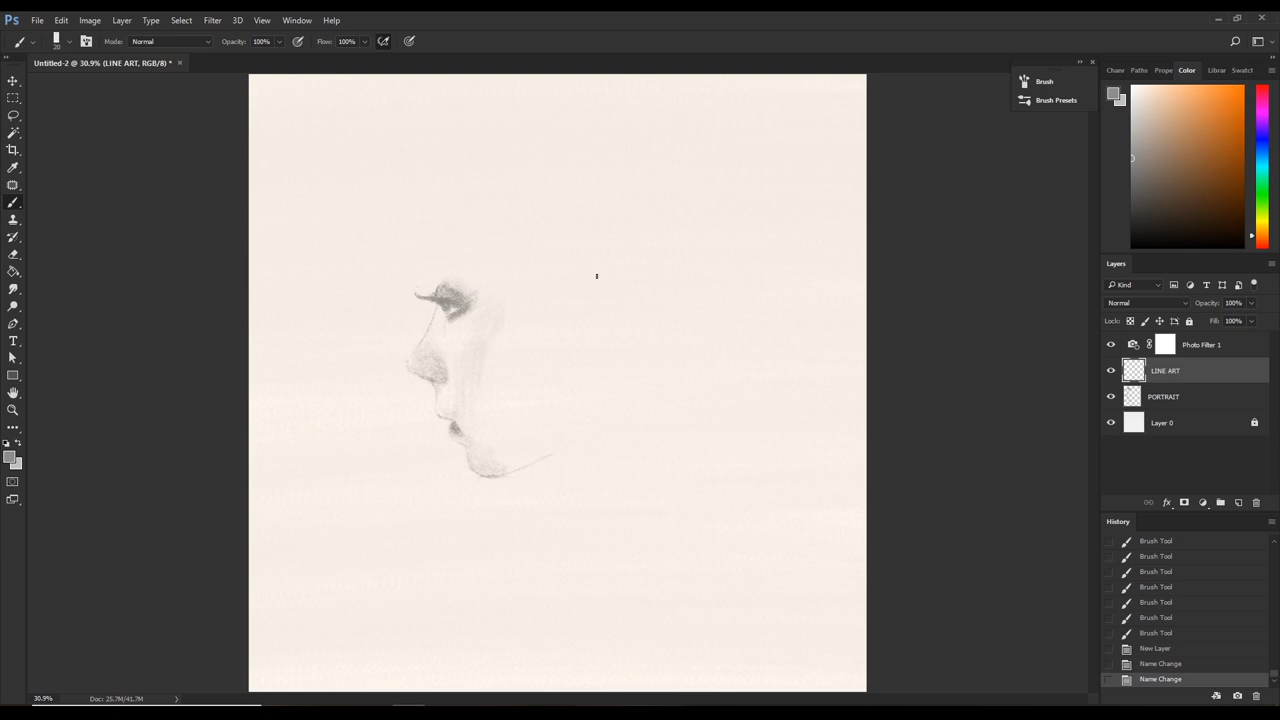 Ps File Edit Image Layer Type Select Filter 3D View Window Help
20 Mode: Normal Opacity: 100% Flow: 100%
Untitled-2 @ 30.9% (LINE ART, RGB/8) * ×
Brush
Brush Presets
Chanr Paths Prope Color Librar Swatcl
Layers
Kind
Normal Opacity: 100%
Lock: Fill: 100%
Photo Filter 1
LINE ART
PORTRAIT
Layer 0
fx
History
Brush Tool
Brush Tool
Brush Tool
Brush Tool
Brush Tool
Brush Tool
Brush Tool
New Layer
Name Change
Name Change
30.9% Doc: 25.7M/41.7M